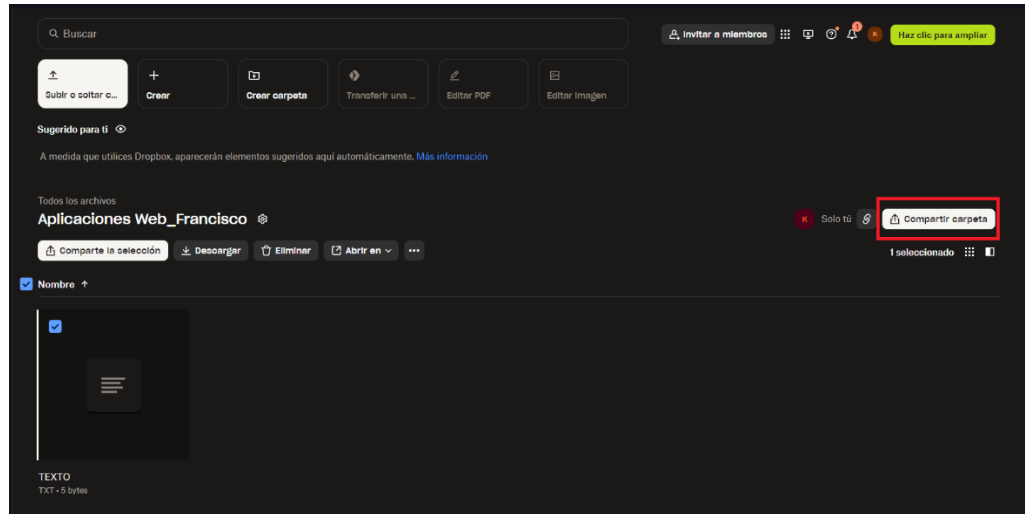 Buscar
Invitar a miembros
1
K
Haz clic para ampliar
Subir o soltar c...
Crear
Crear carpeta
Transferir una ...
Editar PDF
Editar imagen
Sugerido para ti
A medida que utilices Dropbox, aparecerán elementos sugeridos aquí automáticamente. Más información
Todos los archivos
Aplicaciones Web_Francisco
K
Solo tú
Compartir carpeta
Comparte la selección
Descargar
Eliminar
Abrir en
1 seleccionado
Nombre
TEXTO
TXT • 5 bytes